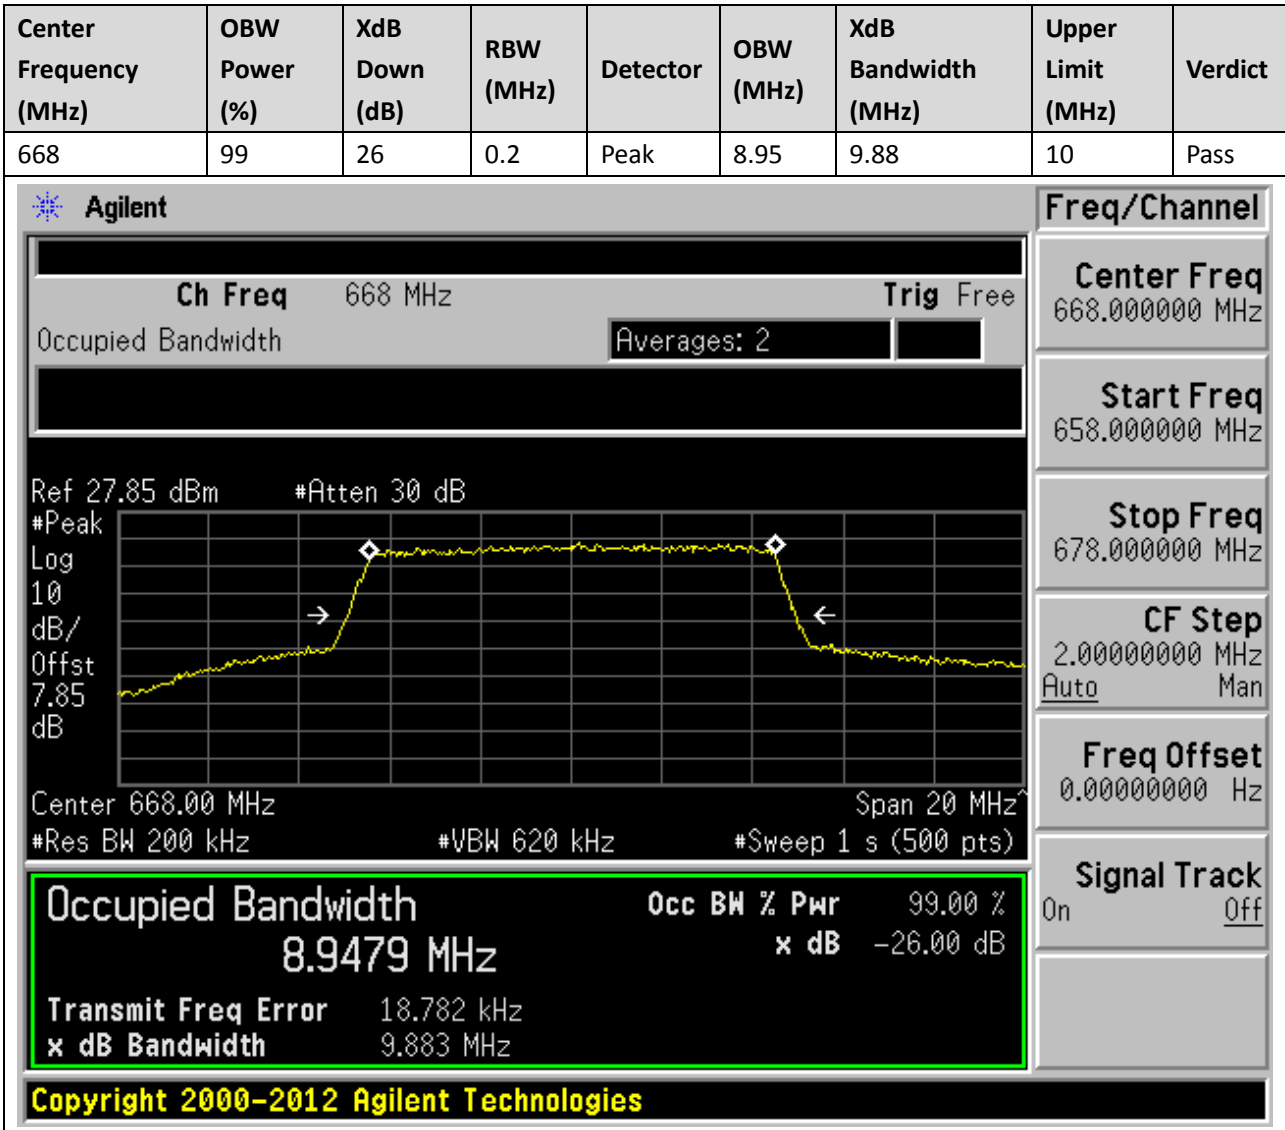 Center Frequency (MHz) OBW Power (%) XdB Down (dB) RBW (MHz) Detector OBW (MHz) XdB Bandwidth (MHz) Upper Limit (MHz) Verdict
668 99 26 0.2 Peak 8.95 9.88 10 Pass
Agilent
Freq/Channel
Ch Freq 668 MHz Trig Free
Occupied Bandwidth Averages: 2
Center Freq
668.000000 MHz
Start Freq
658.000000 MHz
Stop Freq
678.000000 MHz
CF Step
2.00000000 MHz
Auto Man
Freq Offset
0.00000000 Hz
Signal Track
On Off
Ref 27.85 dBm #Atten 30 dB
#Peak
Log
10
dB/
Offst
7.85
dB
Center 668.00 MHz Span 20 MHz^
#Res BW 200 kHz #VBW 620 kHz #Sweep 1 s (500 pts)
Occupied Bandwidth Occ BW % Pwr 99.00 %
8.9479 MHz x dB -26.00 dB
Transmit Freq Error 18.782 kHz
x dB Bandwidth 9.883 MHz
Copyright 2000-2012 Agilent Technologies